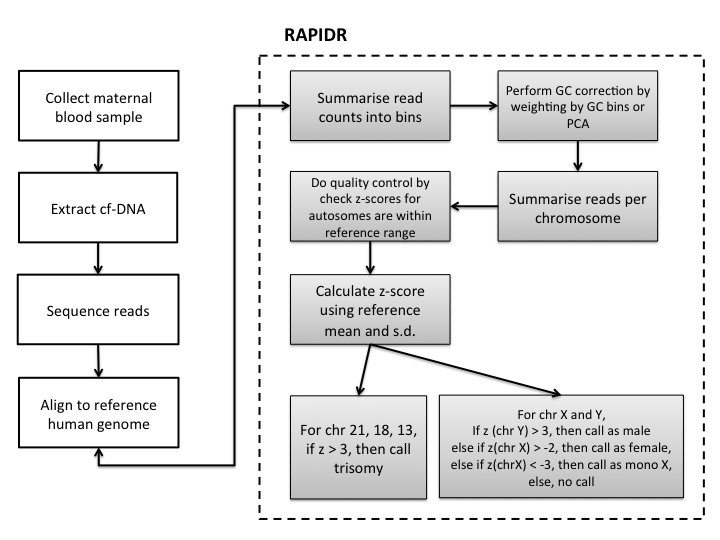 RAPIDR
Collect maternal
blood sample
Extract cf-DNA
Sequence reads
Align to reference
human genome
Summarise read
counts into bins
Perform GC correction by
weighting by GC bins or
PCA
Summarise reads per
chromosome
Do quality control by
check z-scores for
autosomes are within
reference range
Calculate z-score
using reference
mean and s.d.
For chr 21, 18, 13,
if z > 3, then call
trisomy
For chr X and Y,
If z (chr Y) > 3, then call as male
else if z(chr X) > -2, then call as female,
else if z(chrX) < -3, then call as mono X,
else, no call